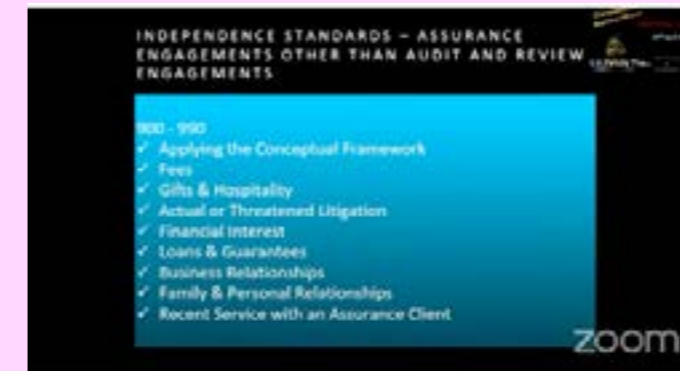 INDEPENDENCE STANDARDS – ASSURANCE
ENGAGEMENTS OTHER THAN AUDIT AND REVIEW
ENGAGEMENTS
900 - 990
✓ Applying the Conceptual Framework
✓ Fees
✓ Gifts & Hospitality
✓ Actual or Threatened Litigation
✓ Financial Interest
✓ Loans & Guarantees
✓ Business Relationships
✓ Family & Personal Relationships
✓ Recent Service with an Assurance Client
zoom